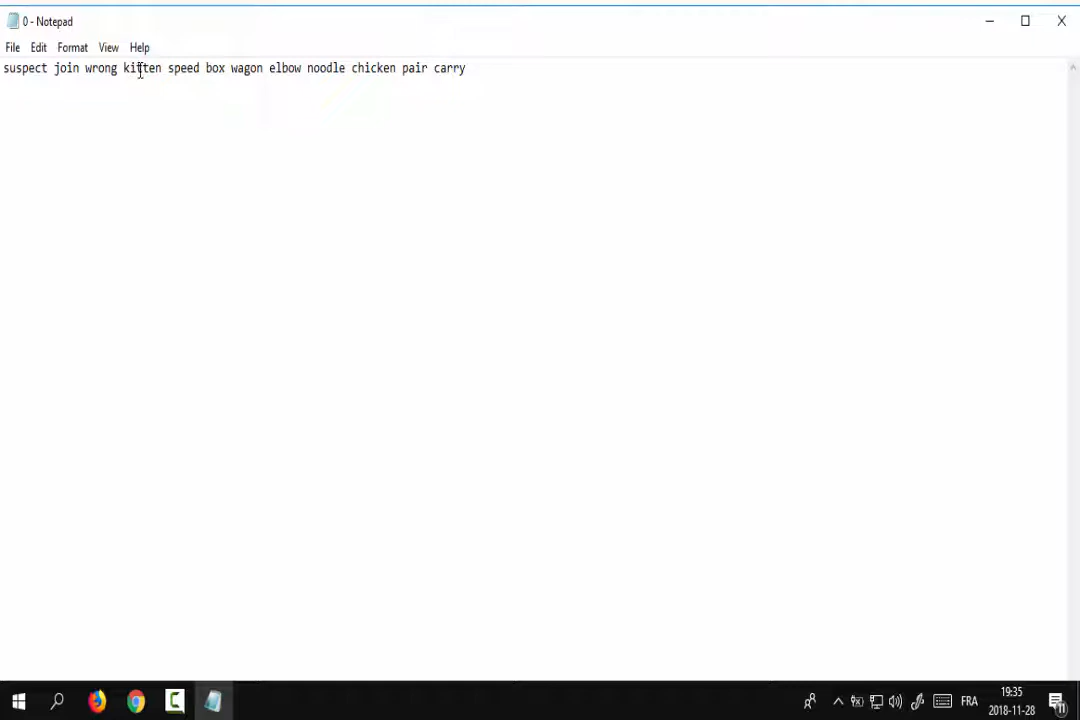 0 - Notepad
File Edit Format View Help
suspect join wrong kitten speed box wagon elbow noodle chicken pair carry
FRA
19:35
2018-11-28
11